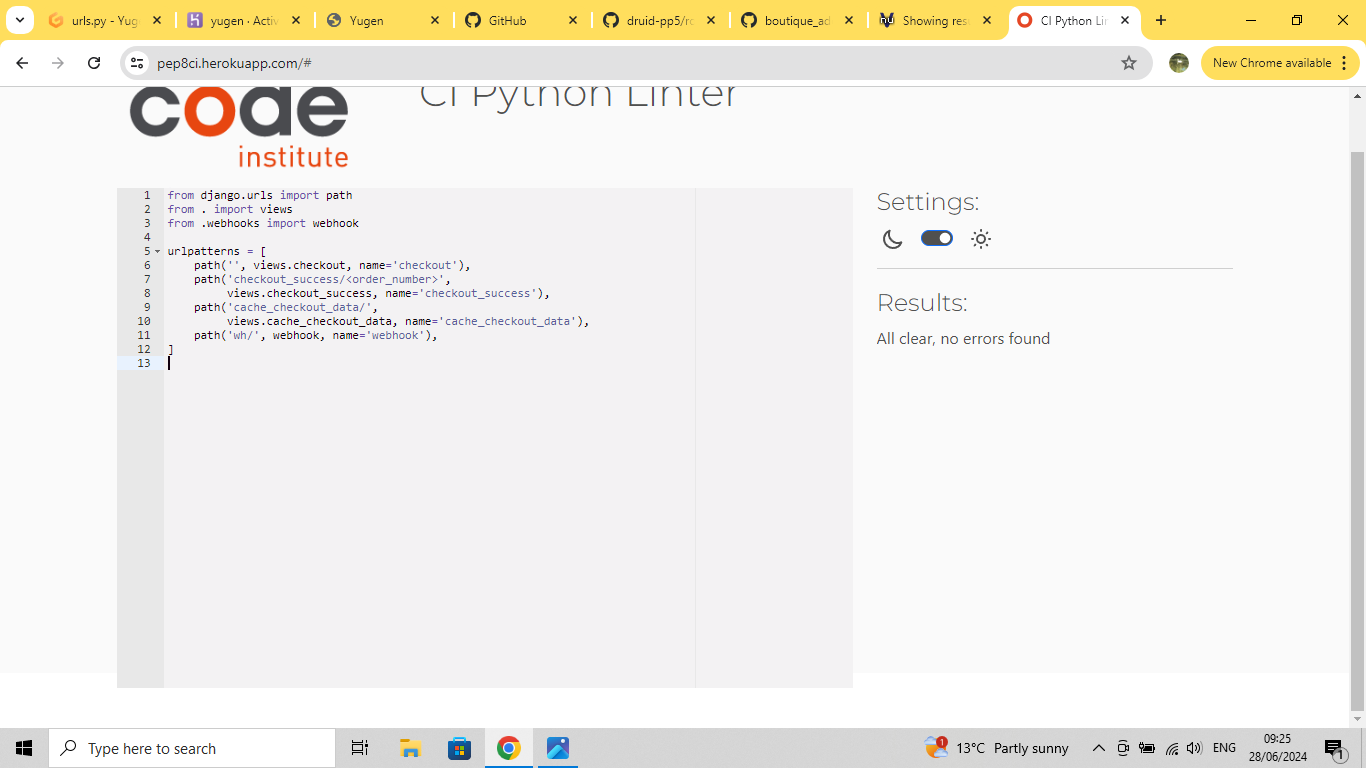 urls.py - Yug
yugen · Activ
Yugen
GitHub
druid-pp5/ro
boutique_ad
Showing res
CI Python Lin
pep8ci.herokuapp.com/#
New Chrome available
code
institute
CI Python Linter
1 from django.urls import path
2 from . import views
3 from .webhooks import webhook
4
5 urlpatterns = [
6     path('', views.checkout, name='checkout'),
7     path('checkout_success/<order_number>',
8          views.checkout_success, name='checkout_success'),
9     path('cache_checkout_data/',
10          views.cache_checkout_data, name='cache_checkout_data'),
11     path('wh/', webhook, name='webhook'),
12 ]
13
Settings:
Results:
All clear, no errors found
Type here to search
1
13°C Partly sunny
ENG
09:25
28/06/2024
1